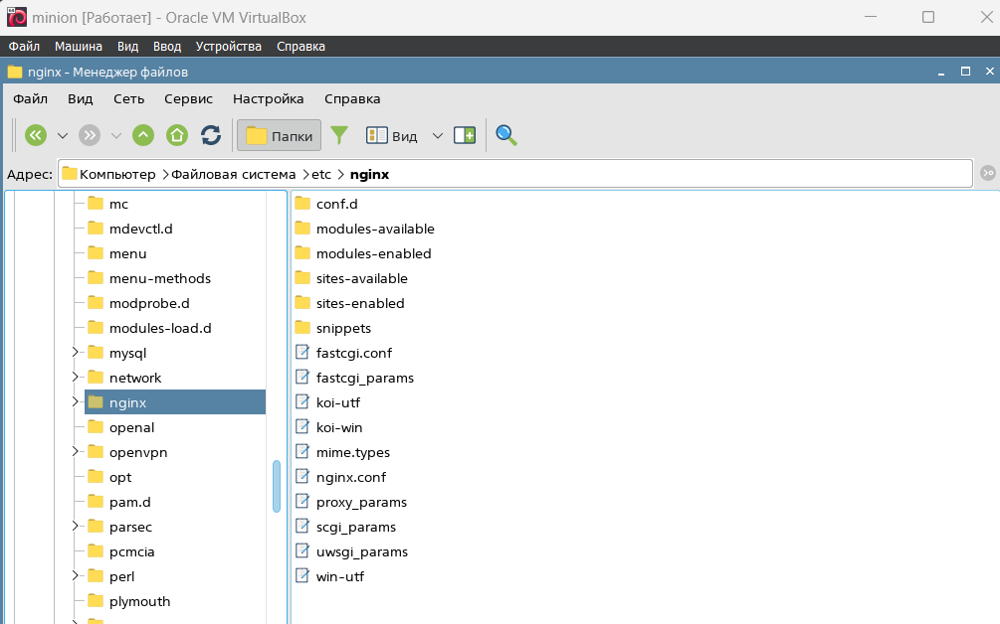 minion [Работает] - Oracle VM VirtualBox
Файл Машина Вид Ввод Устройства Справка
nginx - Менеджер файлов
Файл Вид Сеть Сервис Настройка Справка
Папки Вид
Адрес: Компьютер Файловая система etc nginx
mc
mdevctl.d
menu
menu-methods
modprobe.d
modules-load.d
mysql
network
nginx
openal
openvpn
opt
pam.d
parsec
pcmcia
perl
plymouth
conf.d
modules-available
modules-enabled
sites-available
sites-enabled
snippets
fastcgi.conf
fastcgi_params
koi-utf
koi-win
mime.types
nginx.conf
proxy_params
scgi_params
uwsgi_params
win-utf